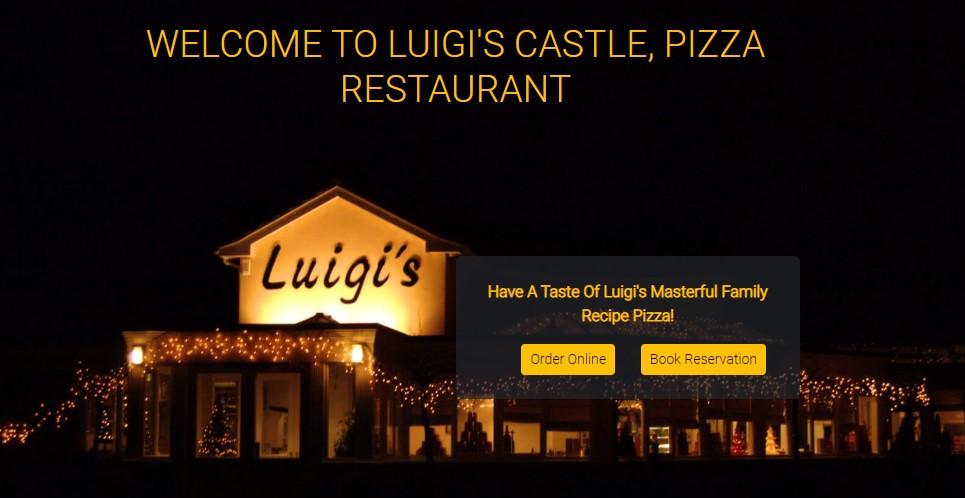 WELCOME TO LUIGI'S CASTLE, PIZZA
RESTAURANT
Luigi's
Have A Taste Of Luigi's Masterful Family
Recipe Pizza!
Order Online
Book Reservation